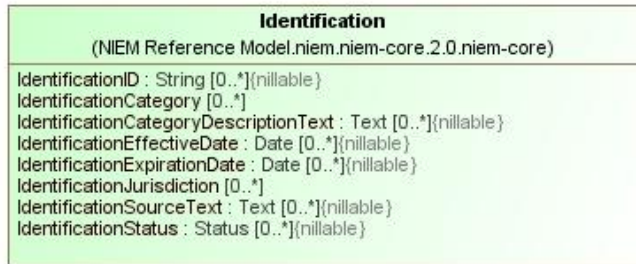 Identification
(NIEM Reference Model.niem.niem-core.2.0.niem-core)
IdentificationID : String [0..*]{nillable}
IdentificationCategory [0..*]
IdentificationCategoryDescriptionText : Text [0..*]{nillable}
IdentificationEffectiveDate : Date [0..*]{nillable}
IdentificationExpirationDate : Date [0..*]{nillable}
IdentificationJurisdiction [0..*]
IdentificationSourceText : Text [0..*]{nillable}
IdentificationStatus : Status [0..*]{nillable}